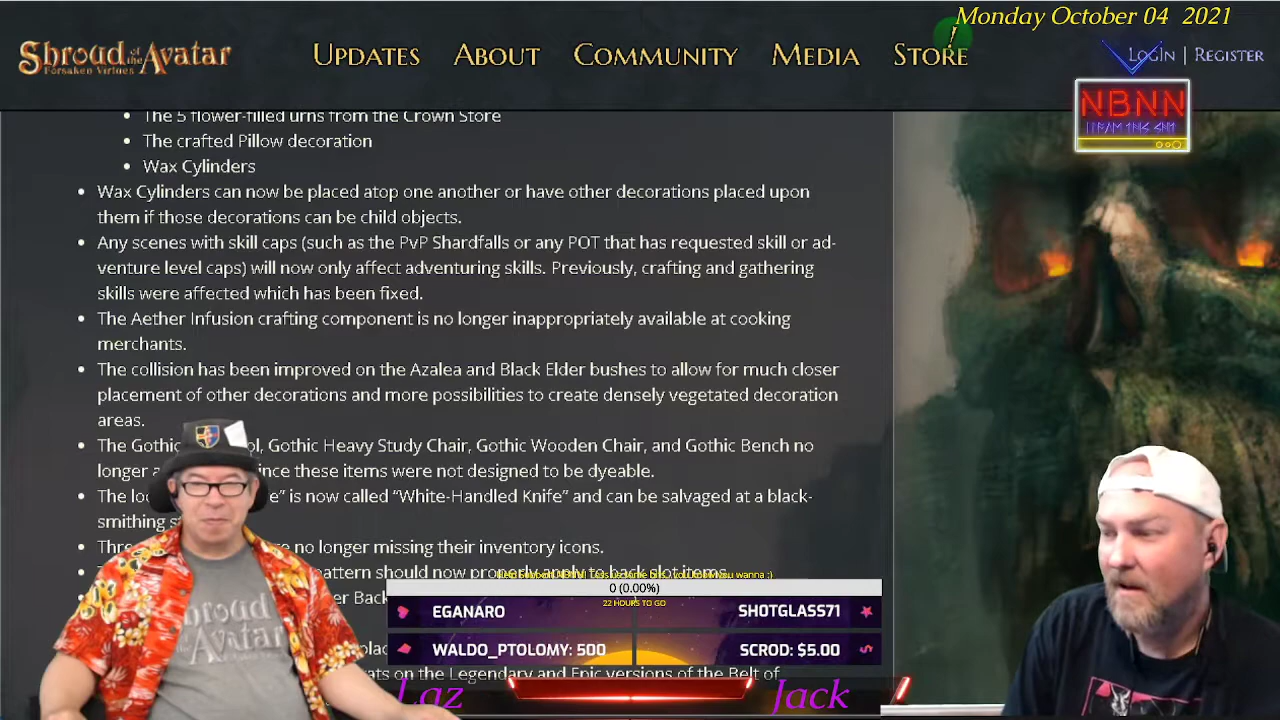 Monday October 04 2021
Shroud of the Avatar
Forsaken Virtues
Updates About Community Media Store
!
LogIn | Register
NBNN
The 5 flower-filled urns from the Crown Store
The crafted Pillow decoration
Wax Cylinders
Wax Cylinders can now be placed atop one another or have other decorations placed upon
them if those decorations can be child objects.
Any scenes with skill caps (such as the PvP Shardfalls or any POT that has requested skill or ad-
venture level caps) will now only affect adventuring skills. Previously, crafting and gathering
skills were affected which has been fixed.
The Aether Infusion crafting component is no longer inappropriately available at cooking
merchants.
The collision has been improved on the Azalea and Black Elder bushes to allow for much closer
placement of other decorations and more possibilities to create densely vegetated decoration
areas.
The Gothic ol, Gothic Heavy Study Chair, Gothic Wooden Chair, and Gothic Bench no
longer a ince these items were not designed to be dyeable.
The loo e” is now called “White-Handled Knife” and can be salvaged at a black-
smithing s
Thre re no longer missing their inventory icons.
pattern should now properly apply to back slot items.
er Back
0 (0.00%)
22 HOURS TO GO
EGANARO
SHOTGLASS71
WALDO_PTOLOMY: 500
SCROD: $5.00
plac
ats on the Legendary and Epic versions of the Belt of
Shroud
of the
Avatar
Laz
Jack